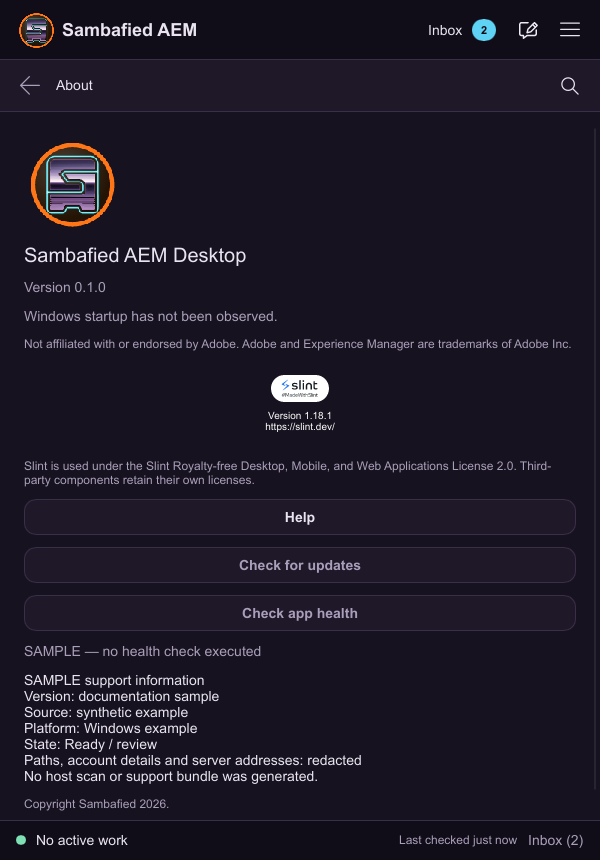 Sambafied AEM
Inbox 2
About
Sambafied AEM Desktop
Version 0.1.0
Windows startup has not been observed.
Not affiliated with or endorsed by Adobe. Adobe and Experience Manager are trademarks of Adobe Inc.
slint
#MadeWithSlint
Version 1.18.1
https://slint.dev/
Slint is used under the Slint Royalty-free Desktop, Mobile, and Web Applications License 2.0. Third-
party components retain their own licenses.
Help
Check for updates
Check app health
SAMPLE — no health check executed
SAMPLE support information
Version: documentation sample
Source: synthetic example
Platform: Windows example
State: Ready / review
Paths, account details and server addresses: redacted
No host scan or support bundle was generated.
Copyright Sambafied 2026.
No active work
Last checked just now Inbox (2)